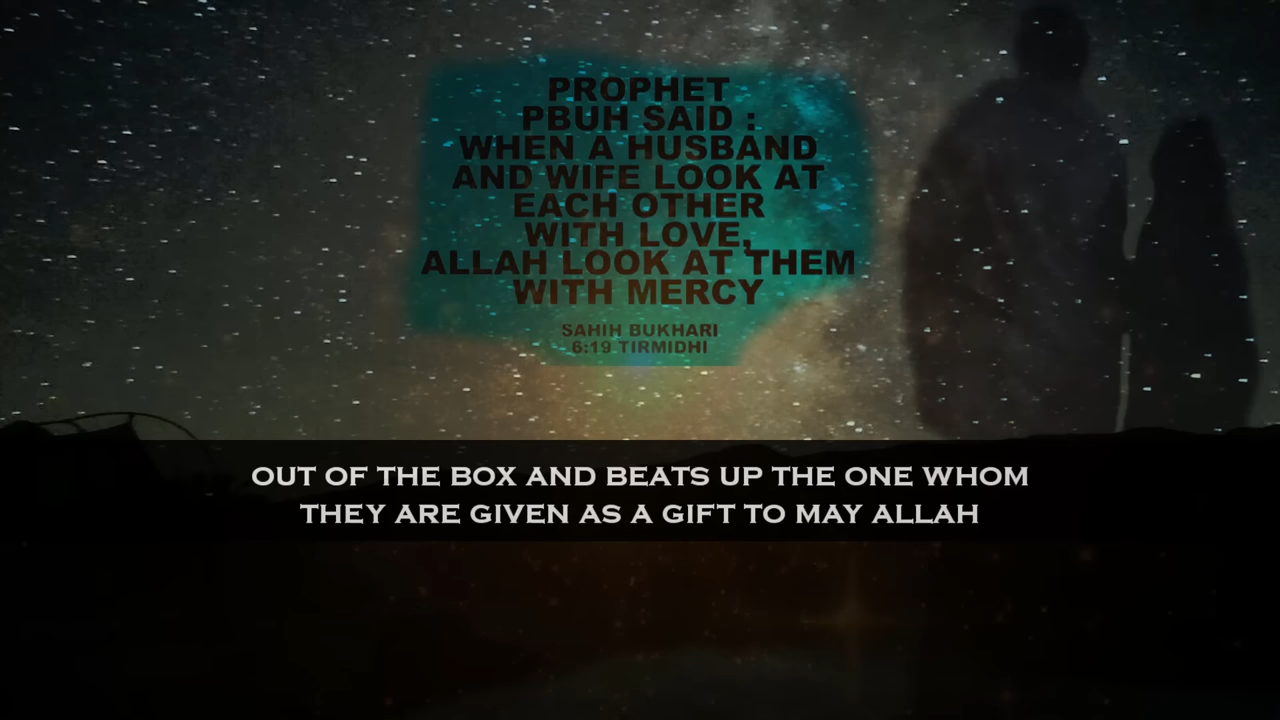 PROPHET
PBUH SAID :
WHEN A HUSBAND
AND WIFE LOOK AT
EACH OTHER
WITH LOVE,
ALLAH LOOK AT THEM
WITH MERCY
SAHIH BUKHARI
6:19 TIRMIDHI
OUT OF THE BOX AND BEATS UP THE ONE WHOM
THEY ARE GIVEN AS A GIFT TO MAY ALLAH